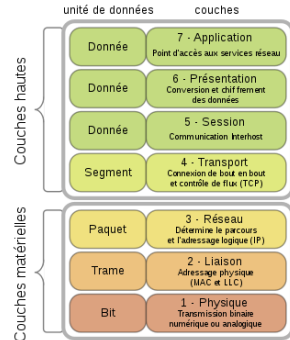 unité de données couches
Couches hautes
Donnée
7 - Application
Point d'accès aux services réseau
Donnée
6 - Présentation
Conversion et chiffrement
des données
Donnée
5 - Session
Communication Interhost
Segment
4 - Transport
Connexion de bout en bout
et contrôle de flux (TCP)
Couches matérielles
Paquet
3 - Réseau
Détermine le parcours
et l'adressage logique (IP)
Trame
2 - Liaison
Adressage physique
(MAC et LLC)
Bit
1 - Physique
Transmission binaire
numérique ou analogique